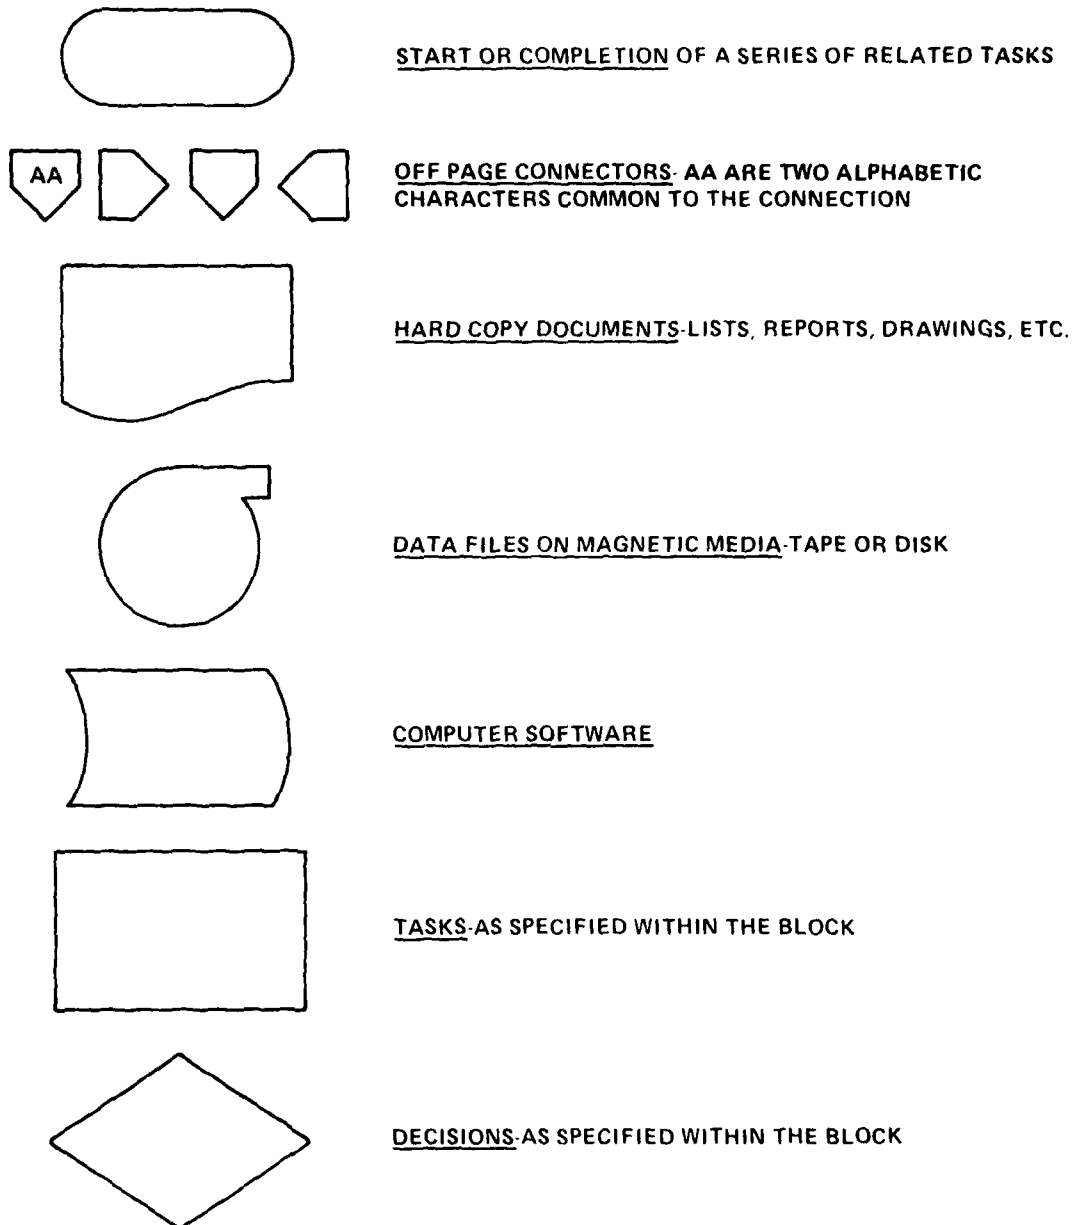 START OR COMPLETION OF A SERIES OF RELATED TASKS
AA
OFF PAGE CONNECTORS- AA ARE TWO ALPHABETIC
CHARACTERS COMMON TO THE CONNECTION
HARD COPY DOCUMENTS-LISTS, REPORTS, DRAWINGS, ETC.
DATA FILES ON MAGNETIC MEDIA-TAPE OR DISK
COMPUTER SOFTWARE
TASKS-AS SPECIFIED WITHIN THE BLOCK
DECISIONS-AS SPECIFIED WITHIN THE BLOCK